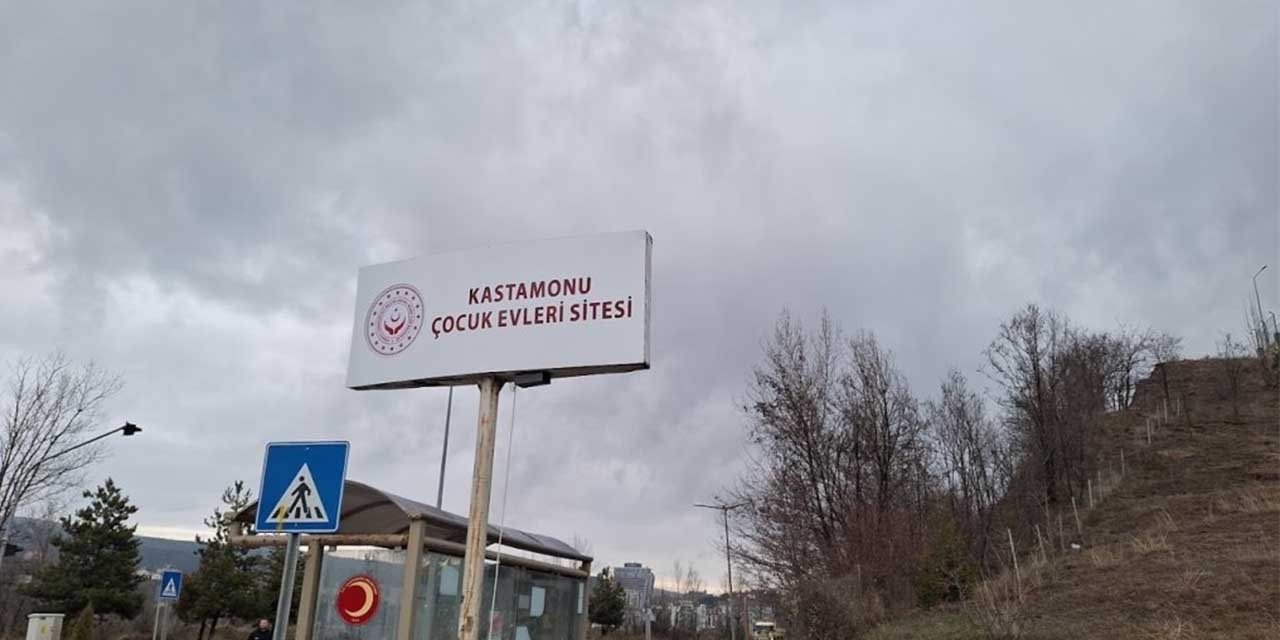 KASTAMONU
ÇOCUK EVLERİ SİTESİ